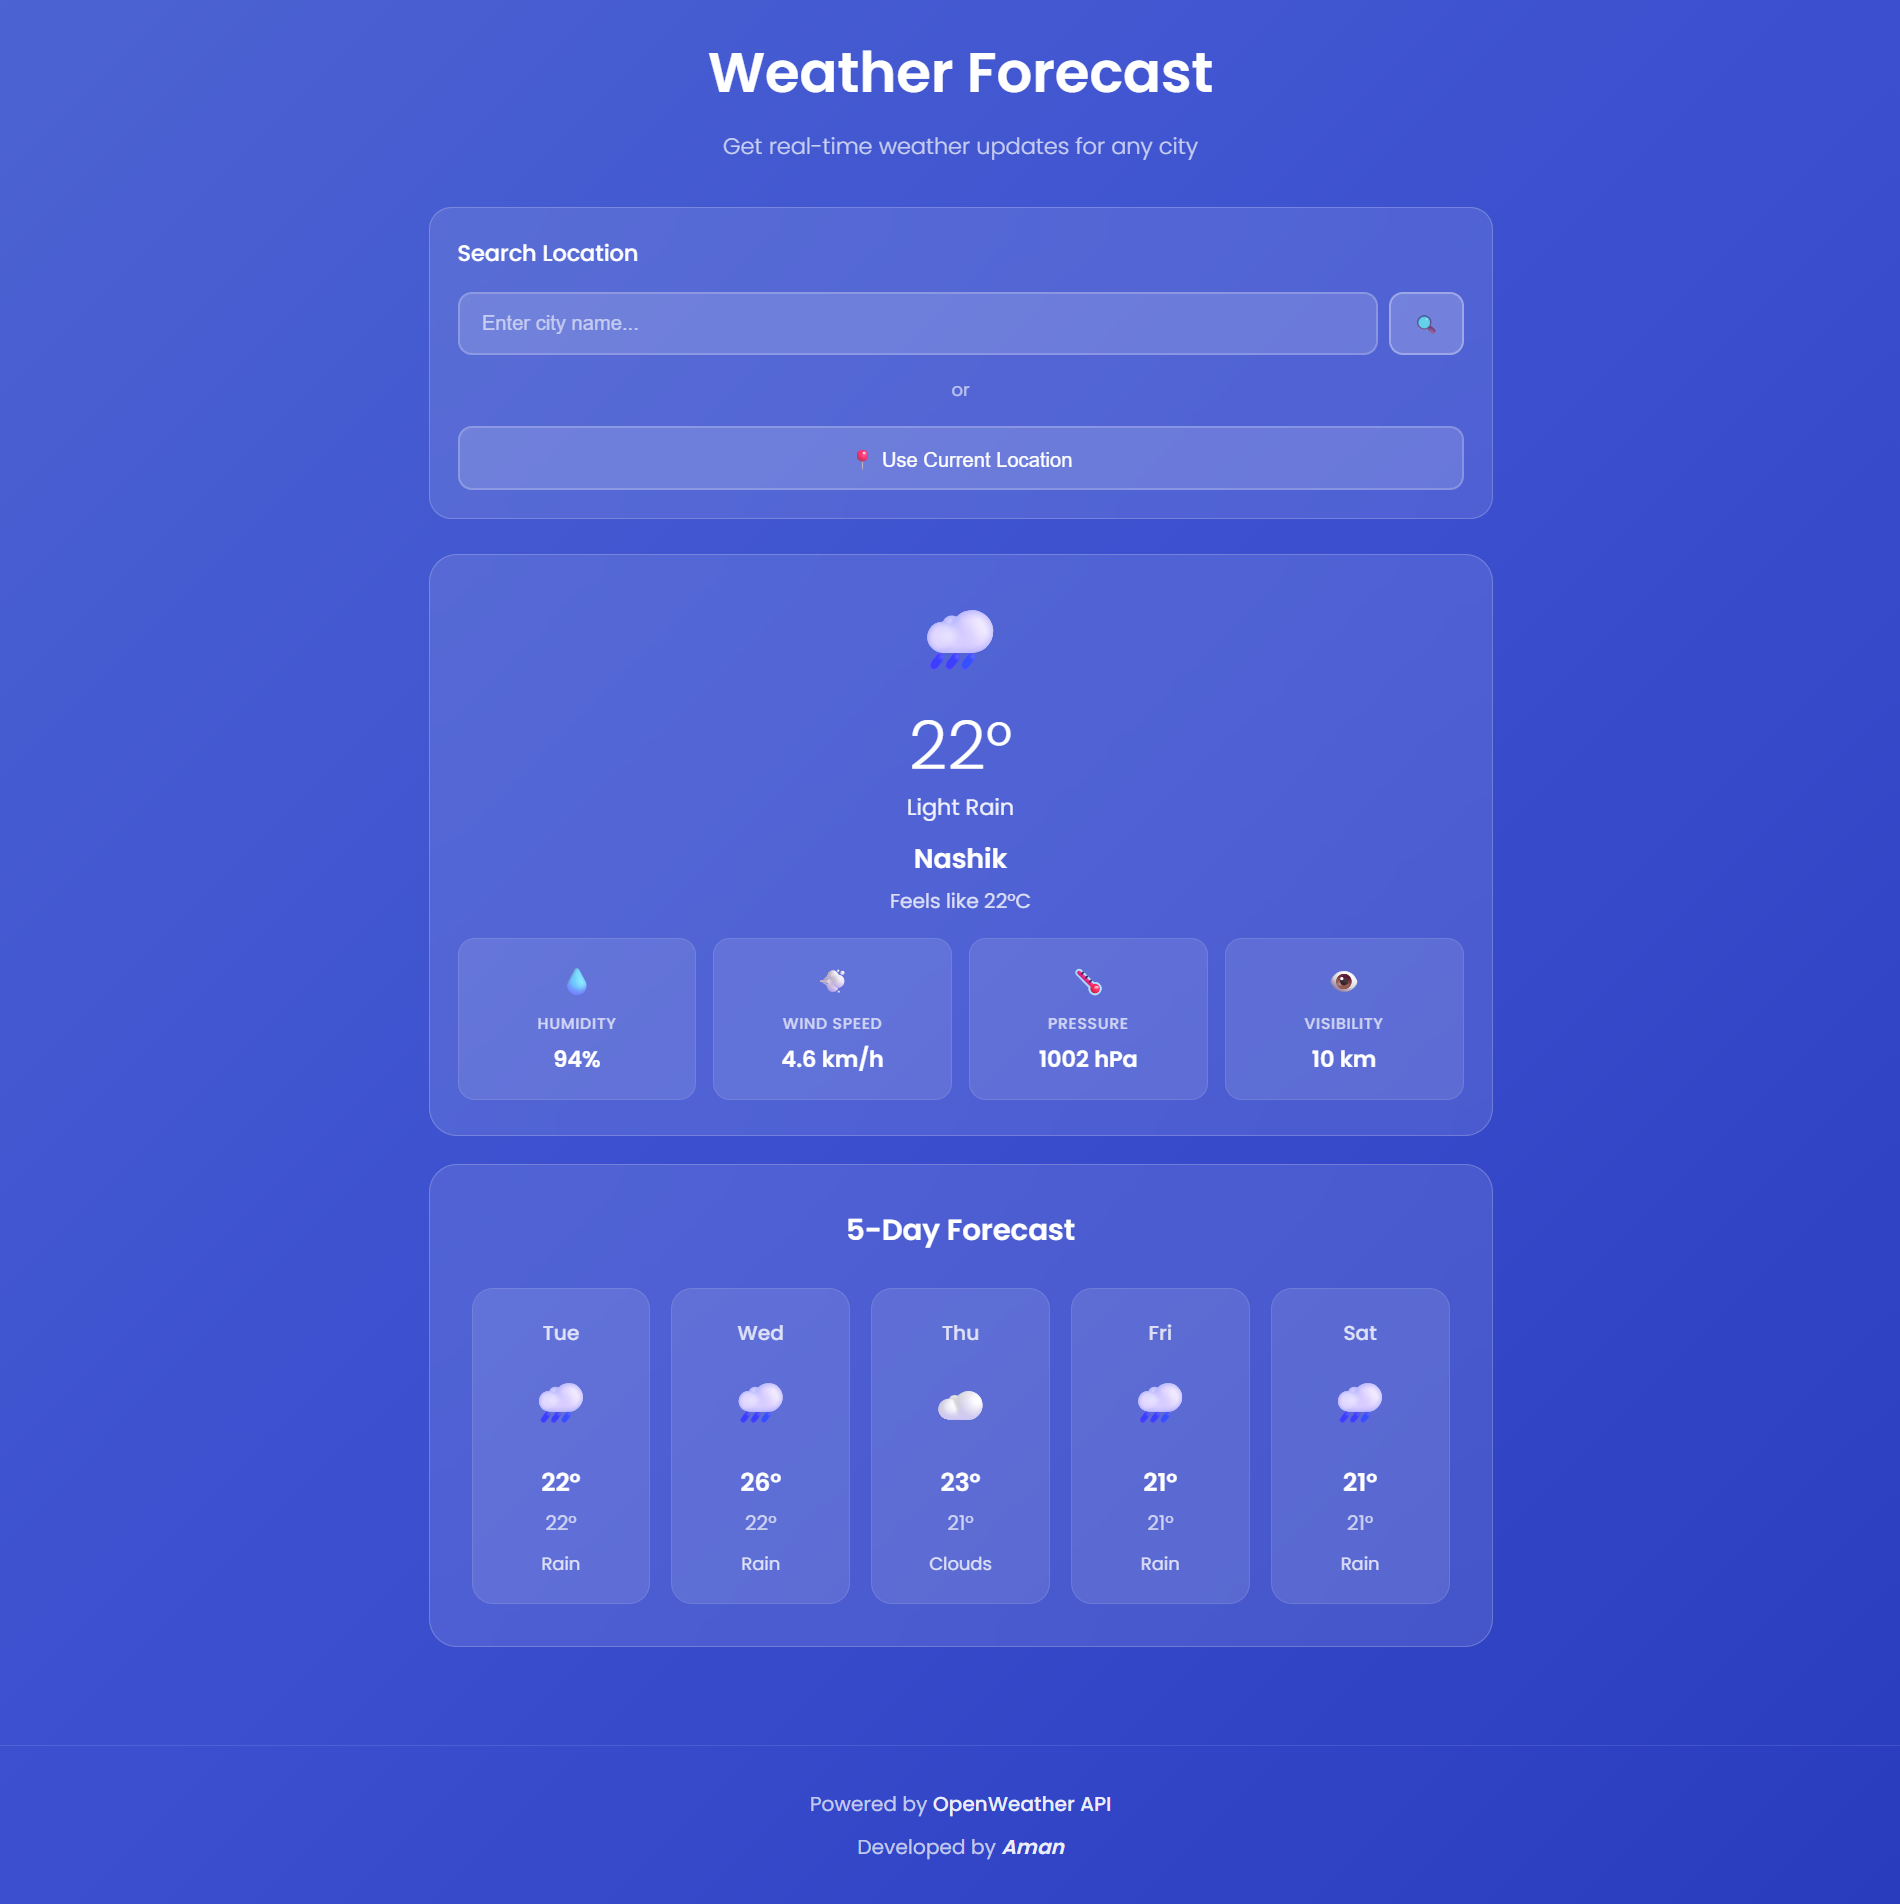 Weather Forecast
Get real-time weather updates for any city
Search Location
Enter city name...
or
Use Current Location
22°
Light Rain
Nashik
Feels like 22°C
HUMIDITY
94%
WIND SPEED
4.6 km/h
PRESSURE
1002 hPa
VISIBILITY
10 km
5-Day Forecast
Tue
22°
22°
Rain
Wed
26°
22°
Rain
Thu
23°
21°
Clouds
Fri
21°
21°
Rain
Sat
21°
21°
Rain
Powered by OpenWeather API
Developed by Aman